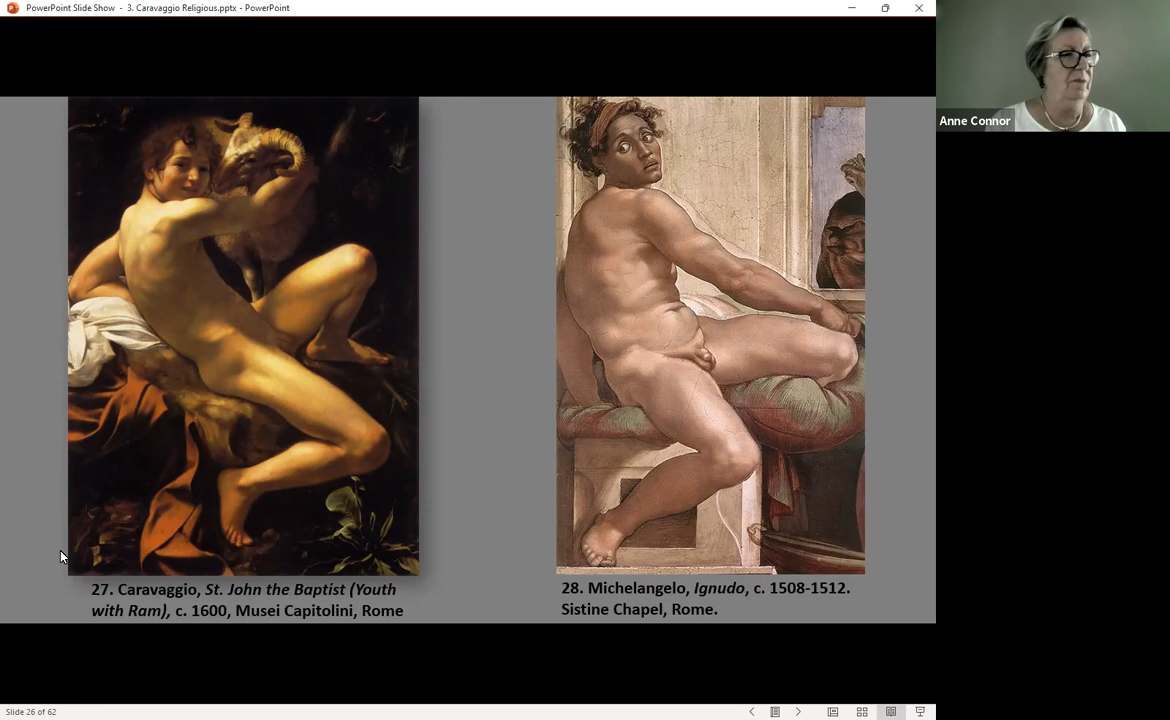 PowerPoint Slide Show - 3. Caravaggio Religious.pptx - PowerPoint
Anne Connor
27. Caravaggio, St. John the Baptist (Youth
with Ram), c. 1600, Musei Capitolini, Rome
28. Michelangelo, Ignudo, c. 1508-1512.
Sistine Chapel, Rome.
Slide 26 of 62